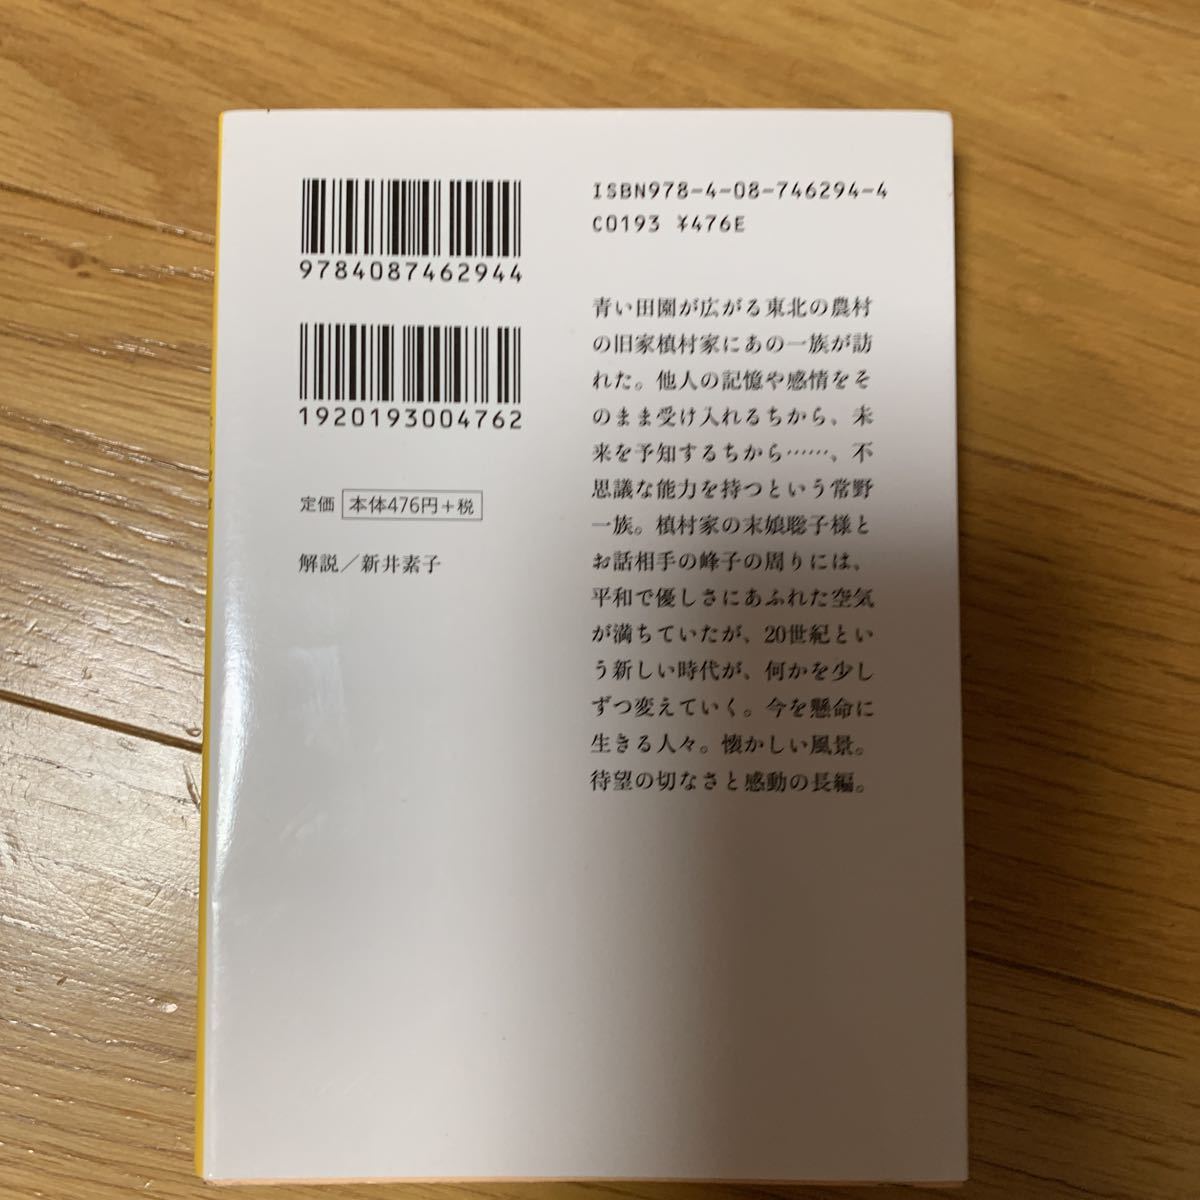 9784087462944
1920193004762
定価 本体476円+税
解説/新井素子
ISBN978-4-08-746294-4
C0193 ¥476E
青い田園が広がる東北の農村
の旧家槙村家にあの一族が訪
れた。他人の記憶や感情をそ
のまま受け入れるちから、未
来を予知するちから……、不
思議な能力を持つという常野
一族。槙村家の末娘聡子様と
お話相手の峰子の周りには、
平和で優しさにあふれた空気
が満ちていたが、20世紀とい
う新しい時代が、何かを少し
ずつ変えていく。今を懸命に
生きる人々。懐かしい風景。
待望の切なさと感動の長編。